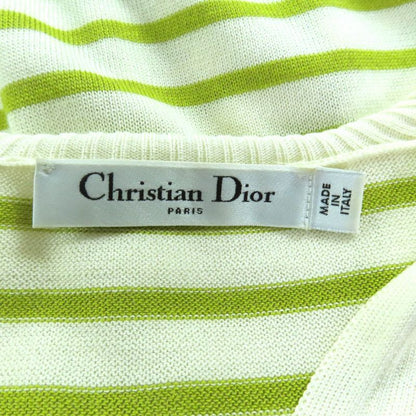 Christian Dior
PARIS
MADE
IN
ITALY